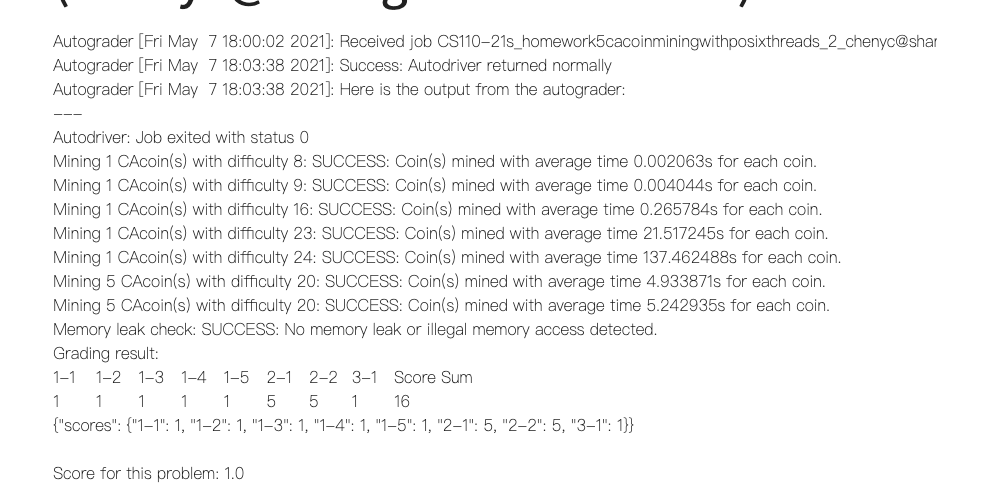 Autograder [Fri May  7 18:00:02 2021]: Received job CS110-21s_homework5cacoinminingwithposixthreads_2_chenyc@shar
Autograder [Fri May  7 18:03:38 2021]: Success: Autodriver returned normally
Autograder [Fri May  7 18:03:38 2021]: Here is the output from the autograder:
---
Autodriver: Job exited with status 0
Mining 1 CAcoin(s) with difficulty 8: SUCCESS: Coin(s) mined with average time 0.002063s for each coin.
Mining 1 CAcoin(s) with difficulty 9: SUCCESS: Coin(s) mined with average time 0.004044s for each coin.
Mining 1 CAcoin(s) with difficulty 16: SUCCESS: Coin(s) mined with average time 0.265784s for each coin.
Mining 1 CAcoin(s) with difficulty 23: SUCCESS: Coin(s) mined with average time 21.517245s for each coin.
Mining 1 CAcoin(s) with difficulty 24: SUCCESS: Coin(s) mined with average time 137.462488s for each coin.
Mining 5 CAcoin(s) with difficulty 20: SUCCESS: Coin(s) mined with average time 4.933871s for each coin.
Mining 5 CAcoin(s) with difficulty 20: SUCCESS: Coin(s) mined with average time 5.242935s for each coin.
Memory leak check: SUCCESS: No memory leak or illegal memory access detected.
Grading result:
1-1 1-2 1-3 1-4 1-5 2-1 2-2 3-1 Score Sum
1 1 1 1 1 5 5 1 16
{"scores": {"1-1": 1, "1-2": 1, "1-3": 1, "1-4": 1, "1-5": 1, "2-1": 5, "2-2": 5, "3-1": 1}}
Score for this problem: 1.0